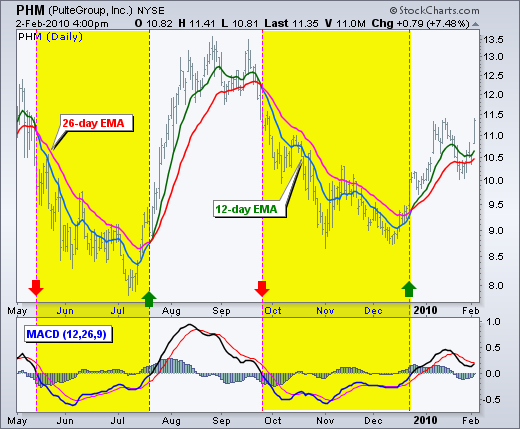 PHM (PulteGroup, Inc.) NYSE © StockCharts.com
2-Feb-2010 4:00pm O 10.82 H 11.41 L 10.81 Last 11.35 V 11.0M Chg +0.79 (+7.48%)
PHM (Daily)
13.5
13.0
12.5
12.0
11.5
11.0
10.5
10.0
9.5
9.0
8.5
8.0
26-day EMA
12-day EMA
May Jun Jul Aug Sep Oct Nov Dec 2010 Feb
MACD (12,26,9)
1.0
0.5
0.0
-0.5
May Jun Jul Aug Sep Oct Nov Dec 2010 Feb